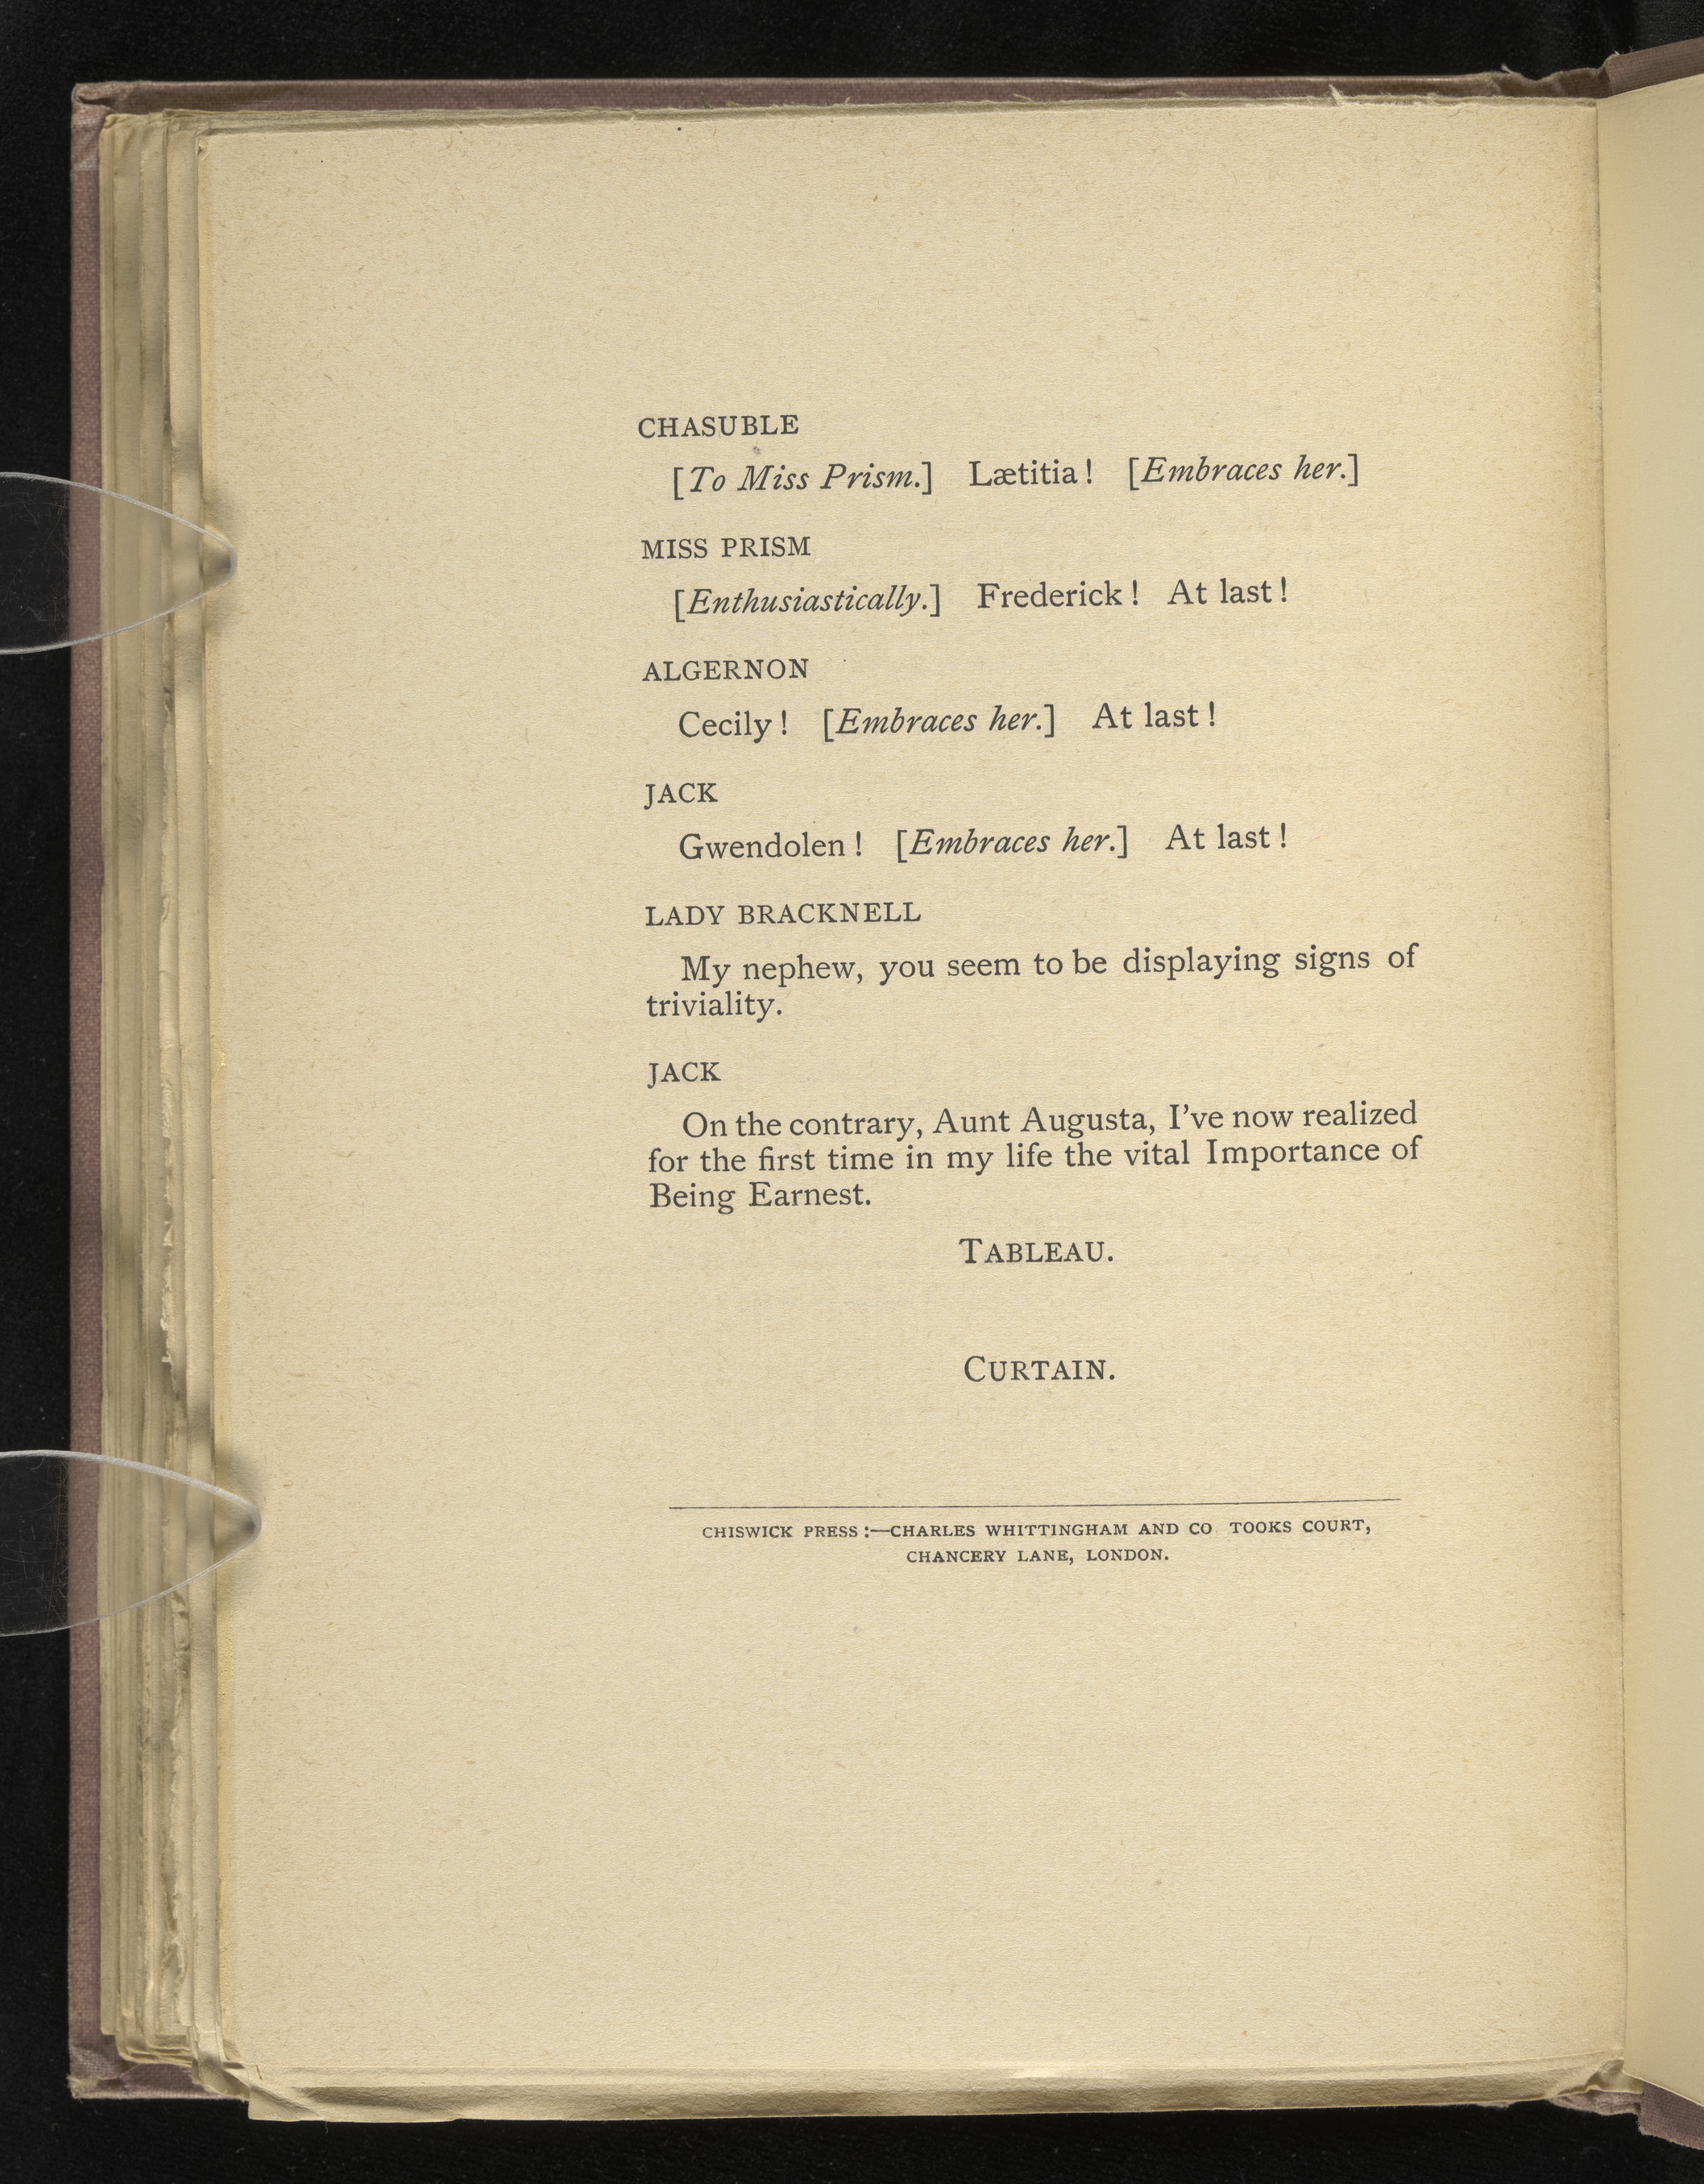 CHASUBLE
[To Miss Prism.] Lætitia! [Embraces her.]
MISS PRISM
[Enthusiastically.] Frederick! At last!
ALGERNON
Cecily! [Embraces her.] At last!
JACK
Gwendolen! [Embraces her.] At last!
LADY BRACKNELL
My nephew, you seem to be displaying signs of
triviality.
JACK
On the contrary, Aunt Augusta, I've now realized
for the first time in my life the vital Importance of
Being Earnest.
TABLEAU.
CURTAIN.
CHISWICK PRESS:—CHARLES WHITTINGHAM AND CO TOOKS COURT,
CHANCERY LANE, LONDON.